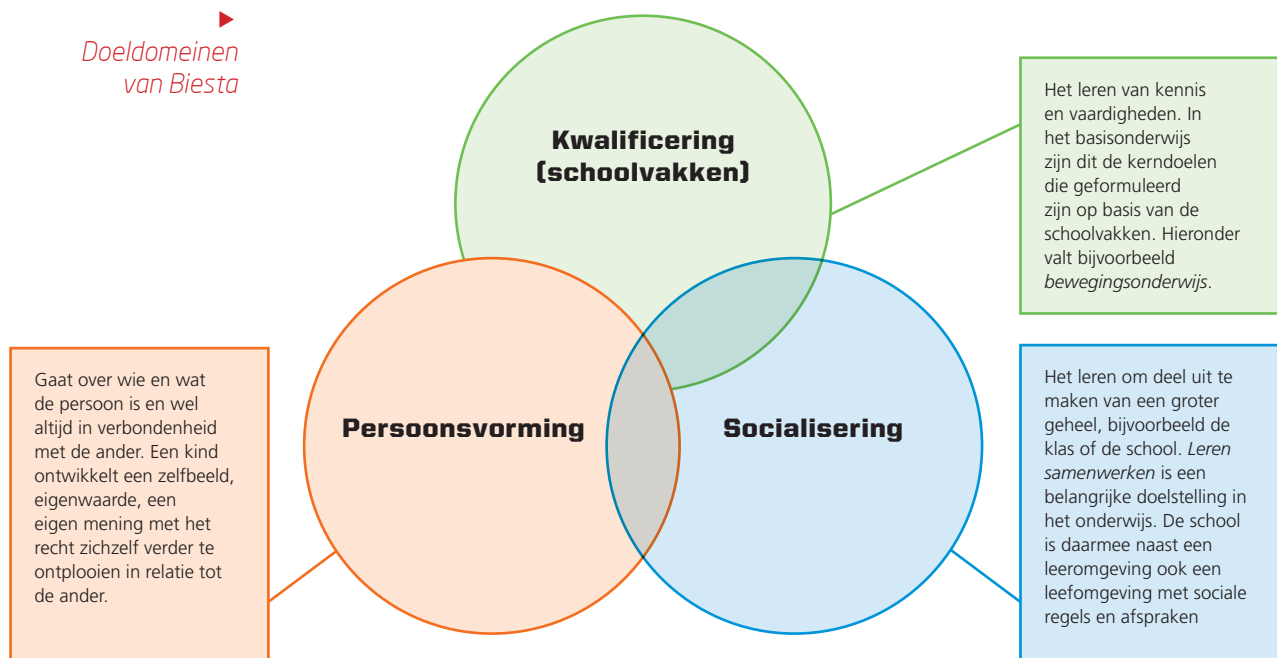 Doeldomeinen
van Biesta
Kwalificering
(schoolvakken)
Het leren van kennis
en vaardigheden. In
het basisonderwijs
zijn dit de kerndoelen
die geformuleerd
zijn op basis van de
schoolvakken. Hieronder
valt bijvoorbeeld
bewegingsonderwijs.
Gaat over wie en wat
de persoon is en wel
altijd in verbondenheid
met de ander. Een kind
ontwikkelt een zelfbeeld,
eigenwaarde, een
eigen mening met het
recht zichzelf verder te
ontplooien in relatie tot
de ander.
Persoonsvorming
Socialisering
Het leren om deel uit te
maken van een groter
geheel, bijvoorbeeld de
klas of de school. Leren
samenwerken is een
belangrijke doelstelling in
het onderwijs. De school
is daarmee naast een
leeromgeving ook een
leefomgeving met sociale
regels en afspraken